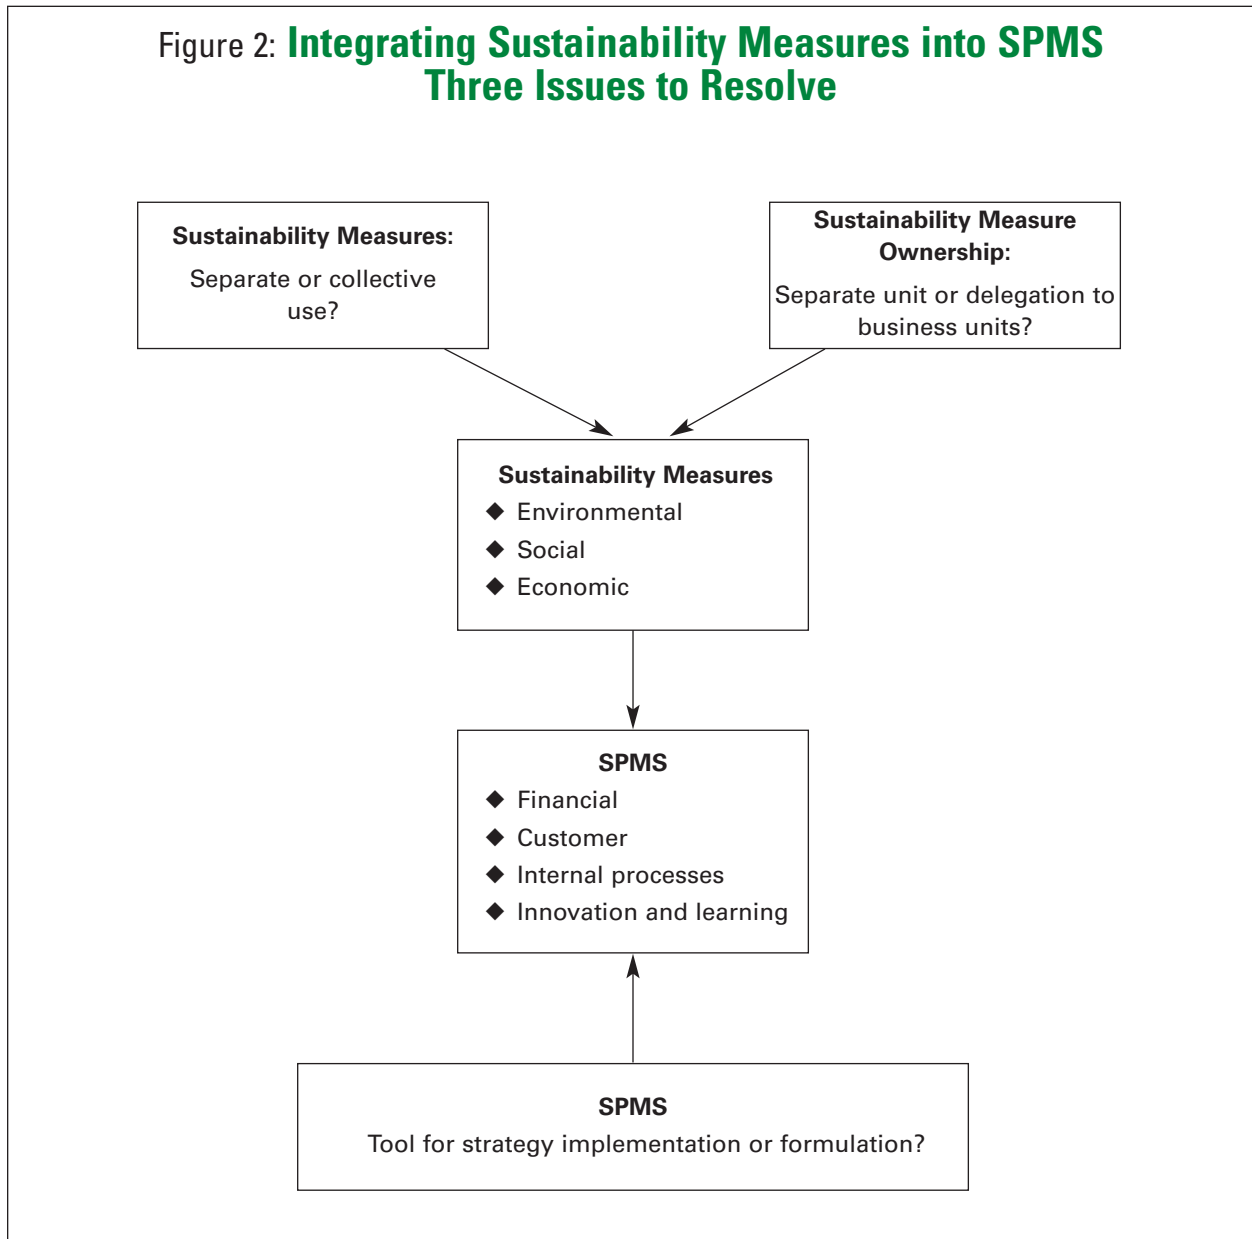 Figure 2: Integrating Sustainability Measures into SPMS
Three Issues to Resolve
Sustainability Measures:
Separate or collective
use?
Sustainability Measure
Ownership:
Separate unit or delegation to
business units?
Sustainability Measures
◆ Environmental
◆ Social
◆ Economic
SPMS
◆ Financial
◆ Customer
◆ Internal processes
◆ Innovation and learning
SPMS
Tool for strategy implementation or formulation?